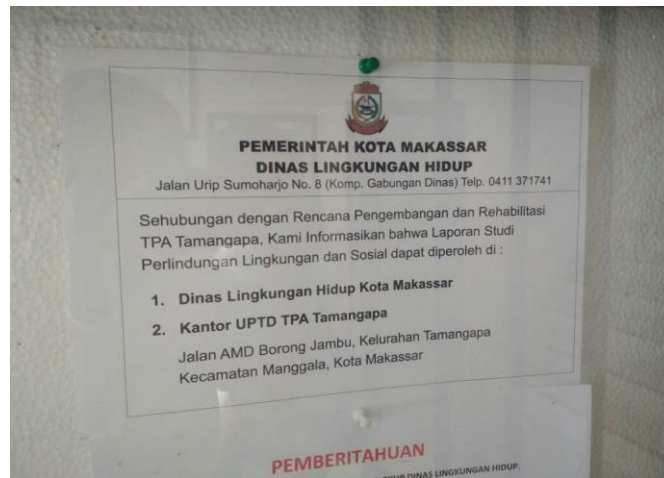 PEMERINTAH KOTA MAKASSAR
DINAS LINGKUNGAN HIDUP
Jalan Urip Sumoharjo No. 8 (Komp. Gabungan Dinas) Telp. 0411 371741
Sehubungan dengan Rencana Pengembangan dan Rehabilitasi
TPA Tamangapa, Kami Informasikan bahwa Laporan Studi
Perlindungan Lingkungan dan Sosial dapat diperoleh di :
1. Dinas Lingkungan Hidup Kota Makassar
2. Kantor UPTD TPA Tamangapa
Jalan AMD Borong Jambu, Kelurahan Tamangapa
Kecamatan Manggala, Kota Makassar
PEMBERITAHUAN
DINAS LINGKUNGAN HIDUP.